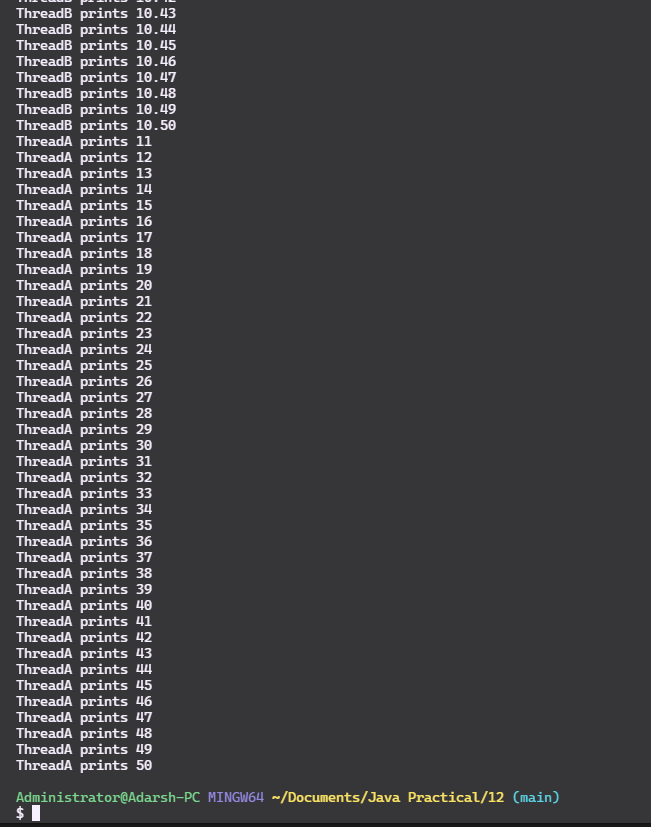 ThreadB prints 10.42
ThreadB prints 10.43
ThreadB prints 10.44
ThreadB prints 10.45
ThreadB prints 10.46
ThreadB prints 10.47
ThreadB prints 10.48
ThreadB prints 10.49
ThreadB prints 10.50
ThreadA prints 11
ThreadA prints 12
ThreadA prints 13
ThreadA prints 14
ThreadA prints 15
ThreadA prints 16
ThreadA prints 17
ThreadA prints 18
ThreadA prints 19
ThreadA prints 20
ThreadA prints 21
ThreadA prints 22
ThreadA prints 23
ThreadA prints 24
ThreadA prints 25
ThreadA prints 26
ThreadA prints 27
ThreadA prints 28
ThreadA prints 29
ThreadA prints 30
ThreadA prints 31
ThreadA prints 32
ThreadA prints 33
ThreadA prints 34
ThreadA prints 35
ThreadA prints 36
ThreadA prints 37
ThreadA prints 38
ThreadA prints 39
ThreadA prints 40
ThreadA prints 41
ThreadA prints 42
ThreadA prints 43
ThreadA prints 44
ThreadA prints 45
ThreadA prints 46
ThreadA prints 47
ThreadA prints 48
ThreadA prints 49
ThreadA prints 50
Administrator@Adarsh-PC MINGW64 ~/Documents/Java Practical/12 (main)
$